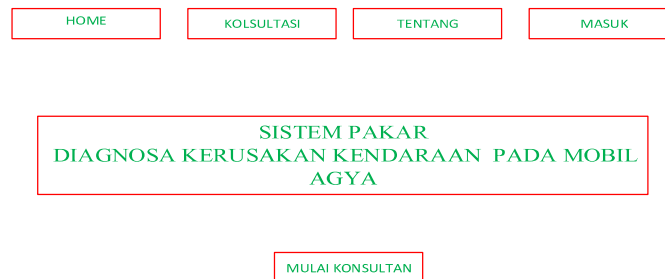 HOME KOLSULTASI TENTANG MASUK
SISTEM PAKAR
DIAGNOSA KERUSAKAN KENDARAAN PADA MOBIL
AGYA
MULAI KONSULTAN